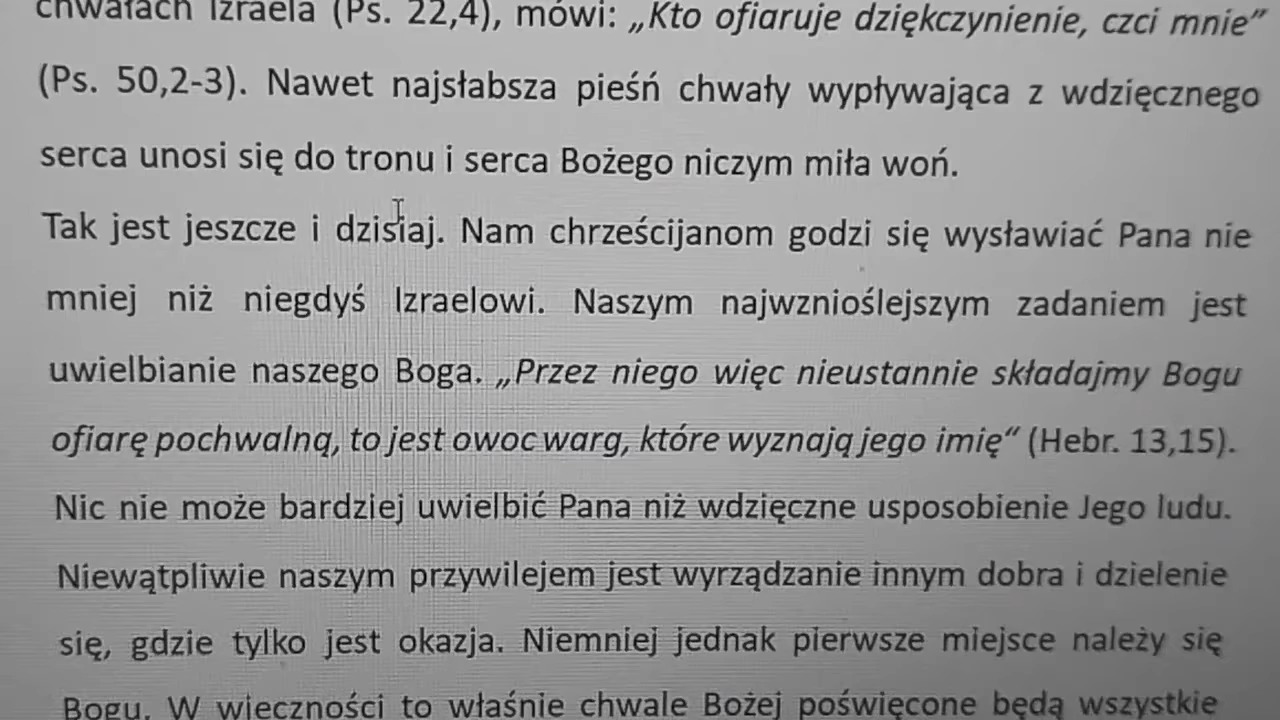 chwałach Izraela (Ps. 22,4), mówi: „Kto ofiaruje dziękczynienie, czci mnie”
(Ps. 50,2-3). Nawet najsłabsza pieśń chwały wypływająca z wdzięcznego
serca unosi się do tronu i serca Bożego niczym miła woń.
Tak jest jeszcze i dzisiaj. Nam chrześcijanom godzi się wysławiać Pana nie
mniej niż niegdyś Izraelowi. Naszym najwznioślejszym zadaniem jest
uwielbianie naszego Boga. „Przez niego więc nieustannie składajmy Bogu
ofiarę pochwalną, to jest owoc warg, które wyznają jego imię“ (Hebr. 13,15).
Nic nie może bardziej uwielbić Pana niż wdzięczne usposobienie Jego ludu.
Niewątpliwie naszym przywilejem jest wyrządzanie innym dobra i dzielenie
się, gdzie tylko jest okazja. Niemniej jednak pierwsze miejsce należy się
Bogu. W wieczności to właśnie chwale Bożej poświęcone będą wszystkie